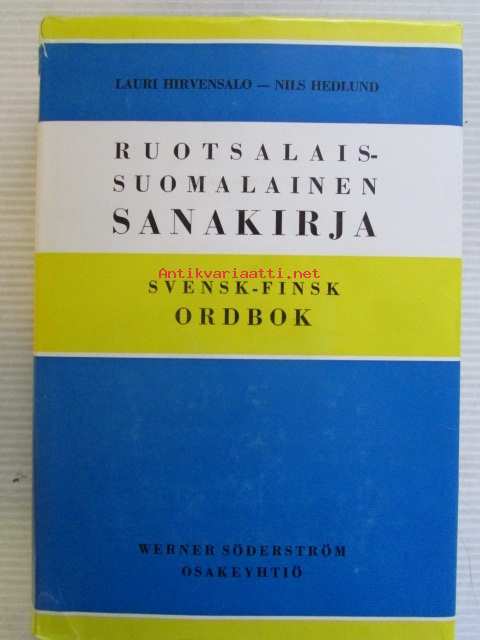 LAURI HIRVENSALO — NILS HEDLUND
RUOTSALAIS-
SUOMALAINEN
SANAKIRJA
Antikvariaatti.net
SVENSK-FINSK
ORDBOK
WERNER SÖDERSTRÖM
OSAKEYHTIÖ